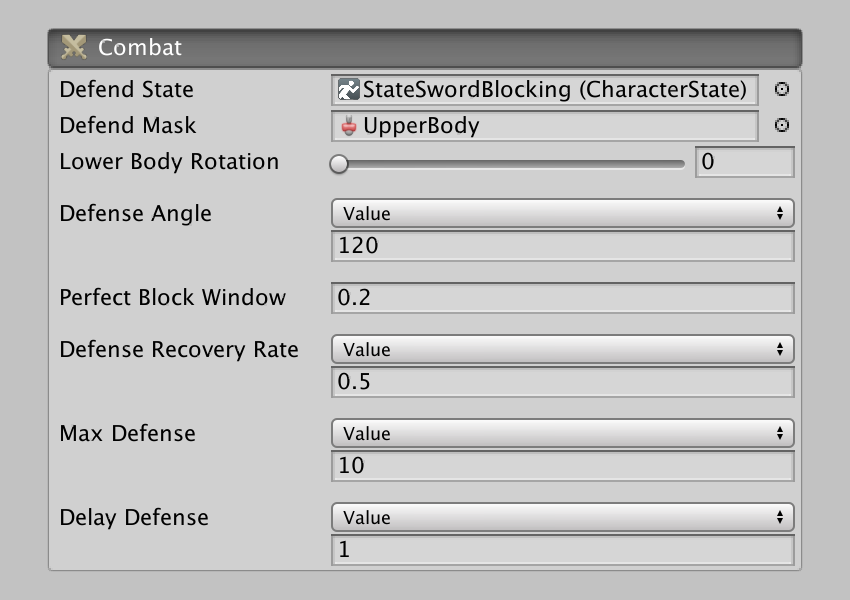 Combat
Defend State StateSwordBlocking (CharacterState)
Defend Mask UpperBody
Lower Body Rotation 0
Defense Angle Value
120
Perfect Block Window 0.2
Defense Recovery Rate Value
0.5
Max Defense Value
10
Delay Defense Value
1